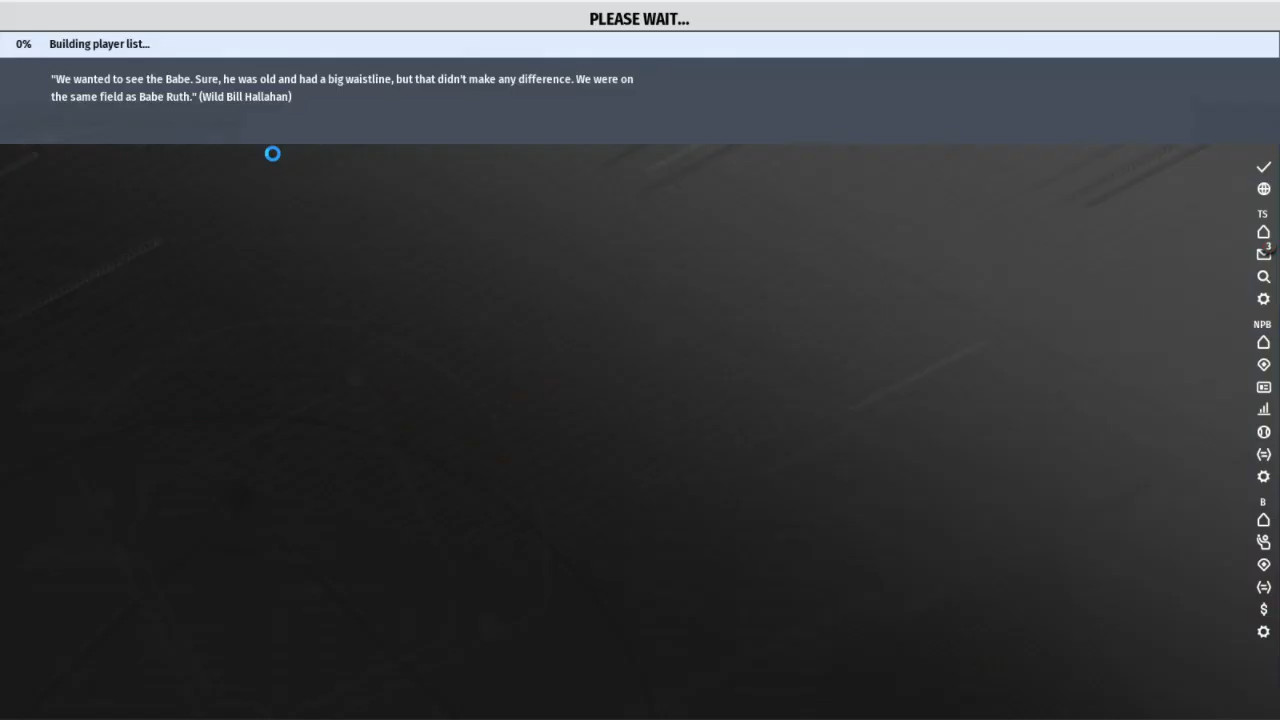 PLEASE WAIT...
0% Building player list...
"We wanted to see the Babe. Sure, he was old and had a big waistline, but that didn't make any difference. We were on
the same field as Babe Ruth." (Wild Bill Hallahan)
TS
3
NPB
B